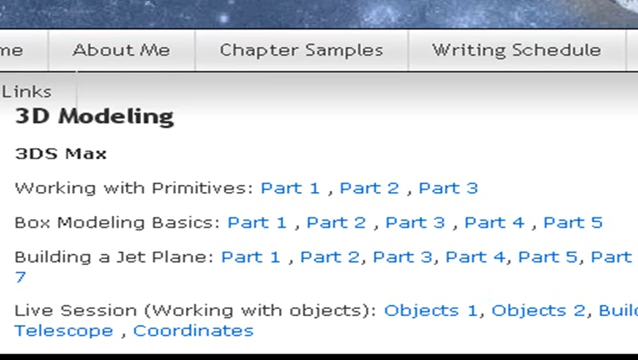 me About Me Chapter Samples Writing Schedule
Links
3D Modeling
3DS Max
Working with Primitives: Part 1 , Part 2 , Part 3
Box Modeling Basics: Part 1 , Part 2 , Part 3 , Part 4 , Part 5
Building a Jet Plane: Part 1 , Part 2, Part 3, Part 4, Part 5, Part
7
Live Session (Working with objects): Objects 1, Objects 2, Buil
Telescope , Coordinates